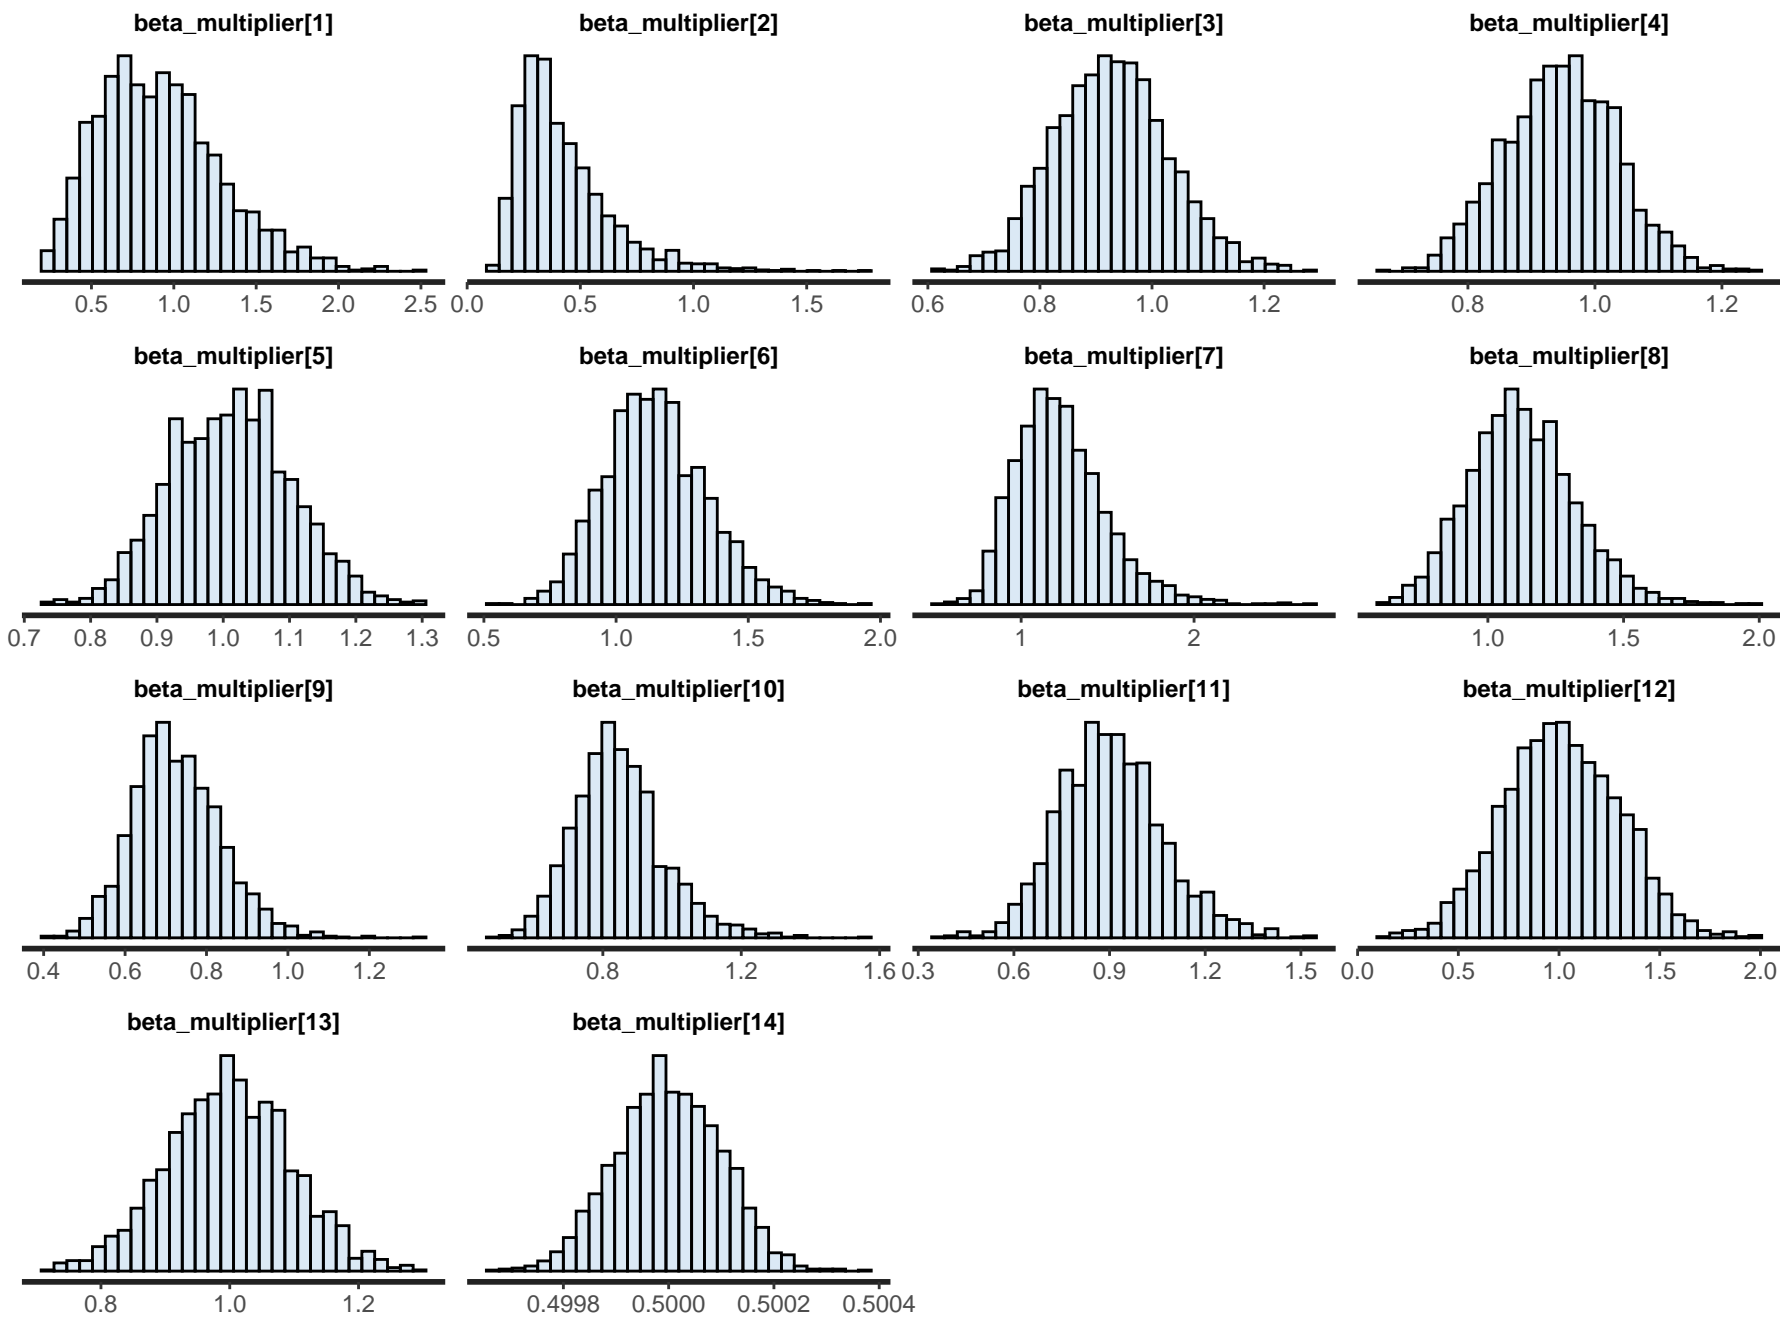 beta_multiplier[1] beta_multiplier[2] beta_multiplier[3] beta_multiplier[4]
0.5 1.0 1.5 2.0 2.5 0.0 0.5 1.0 1.5 0.6 0.8 1.0 1.2 0.8 1.0 1.2
beta_multiplier[5] beta_multiplier[6] beta_multiplier[7] beta_multiplier[8]
0.7 0.8 0.9 1.0 1.1 1.2 1.3 0.5 1.0 1.5 2.0 1 2 1.0 1.5 2.0
beta_multiplier[9] beta_multiplier[10] beta_multiplier[11] beta_multiplier[12]
0.4 0.6 0.8 1.0 1.2 0.8 1.2 1.6 0.3 0.6 0.9 1.2 1.5 0.0 0.5 1.0 1.5 2.0
beta_multiplier[13] beta_multiplier[14]
0.8 1.0 1.2 0.4998 0.5000 0.5002 0.5004